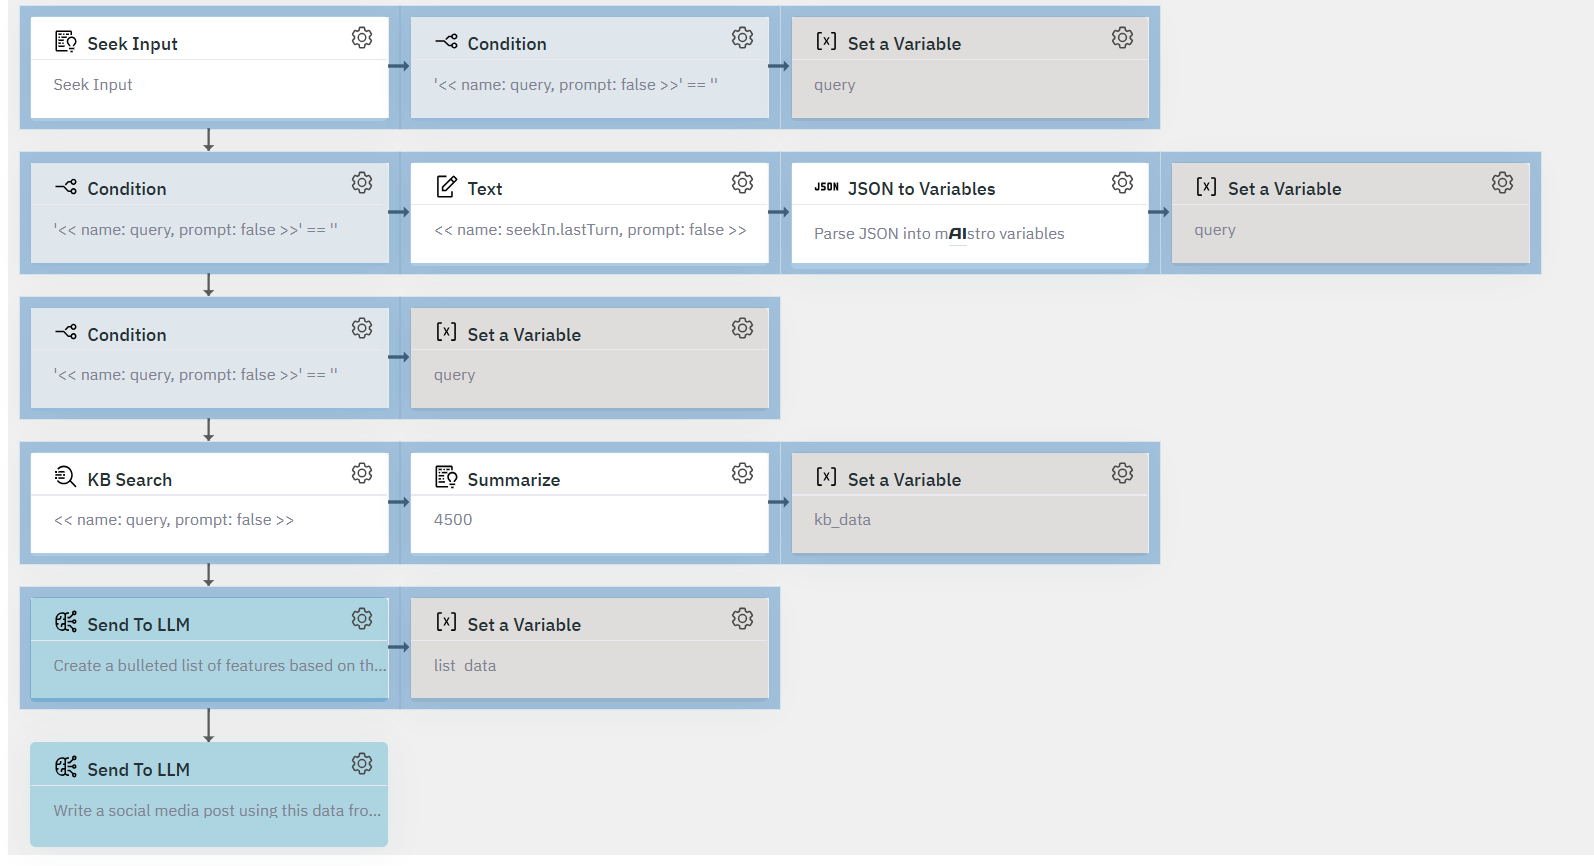 Seek Input
Seek Input
Condition
'<< name: query, prompt: false >>' == ''
Set a Variable
query
Condition
'<< name: query, prompt: false >>' == ''
Text
<< name: seekIn.lastTurn, prompt: false >>
JSON JSON to Variables
Parse JSON into mAIstro variables
Set a Variable
query
Condition
'<< name: query, prompt: false >>' == ''
Set a Variable
query
KB Search
<< name: query, prompt: false >>
Summarize
4500
Set a Variable
kb_data
Send To LLM
Create a bulleted list of features based on th...
Set a Variable
list_data
Send To LLM
Write a social media post using this data fro...